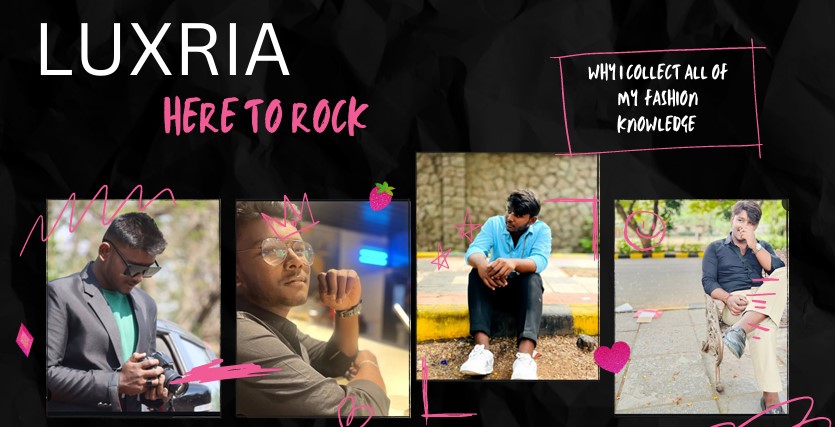 LUXRIA
HERE TO ROCK
WHY I COLLECT ALL OF
MY FASHION
KNOWLEDGE